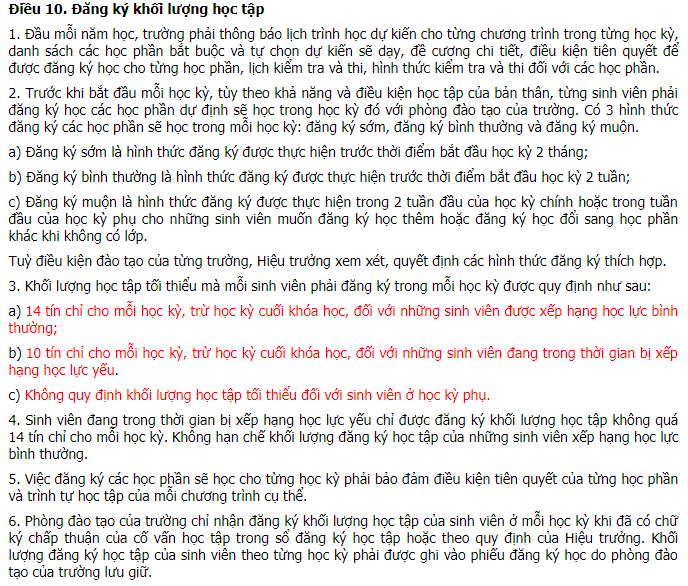 Điều 10. Đăng ký khối lượng học tập
1. Đầu mỗi năm học, trường phải thông báo lịch trình học dự kiến cho từng chương trình trong từng học kỳ,
danh sách các học phần bắt buộc và tự chọn dự kiến sẽ dạy, đề cương chi tiết, điều kiện tiên quyết để
được đăng ký học cho từng học phần, lịch kiểm tra và thi, hình thức kiểm tra và thi đối với các học phần.
2. Trước khi bắt đầu mỗi học kỳ, tùy theo khả năng và điều kiện học tập của bản thân, từng sinh viên phải
đăng ký học các học phần dự định sẽ học trong học kỳ đó với phòng đào tạo của trường. Có 3 hình thức
đăng ký các học phần sẽ học trong mỗi học kỳ: đăng ký sớm, đăng ký bình thường và đăng ký muộn.
a) Đăng ký sớm là hình thức đăng ký được thực hiện trước thời điểm bắt đầu học kỳ 2 tháng;
b) Đăng ký bình thường là hình thức đăng ký được thực hiện trước thời điểm bắt đầu học kỳ 2 tuần;
c) Đăng ký muộn là hình thức đăng ký được thực hiện trong 2 tuần đầu của học kỳ chính hoặc trong tuần
đầu của học kỳ phụ cho những sinh viên muốn đăng ký học thêm hoặc đăng ký học đổi sang học phần
khác khi không có lớp.
Tuỳ điều kiện đào tạo của từng trường, Hiệu trưởng xem xét, quyết định các hình thức đăng ký thích hợp.
3. Khối lượng học tập tối thiểu mà mỗi sinh viên phải đăng ký trong mỗi học kỳ được quy định như sau:
a) 14 tín chỉ cho mỗi học kỳ, trừ học kỳ cuối khóa học, đối với những sinh viên được xếp hạng học lực bình
thường;
b) 10 tín chỉ cho mỗi học kỳ, trừ học kỳ cuối khóa học, đối với những sinh viên đang trong thời gian bị xếp
hạng học lực yếu.
c) Không quy định khối lượng học tập tối thiểu đối với sinh viên ở học kỳ phụ.
4. Sinh viên đang trong thời gian bị xếp hạng học lực yếu chỉ được đăng ký khối lượng học tập không quá
14 tín chỉ cho mỗi học kỳ. Không hạn chế khối lượng đăng ký học tập của những sinh viên xếp hạng học lực
bình thường.
5. Việc đăng ký các học phần sẽ học cho từng học kỳ phải bảo đảm điều kiện tiên quyết của từng học phần
và trình tự học tập của mỗi chương trình cụ thể.
6. Phòng đào tạo của trường chỉ nhận đăng ký khối lượng học tập của sinh viên ở mỗi học kỳ khi đã có chữ
ký chấp thuận của cố vấn học tập trong sổ đăng ký học tập hoặc theo quy định của Hiệu trưởng. Khối
lượng đăng ký học tập của sinh viên theo từng học kỳ phải được ghi vào phiếu đăng ký học do phòng đào
tạo của trường lưu giữ.